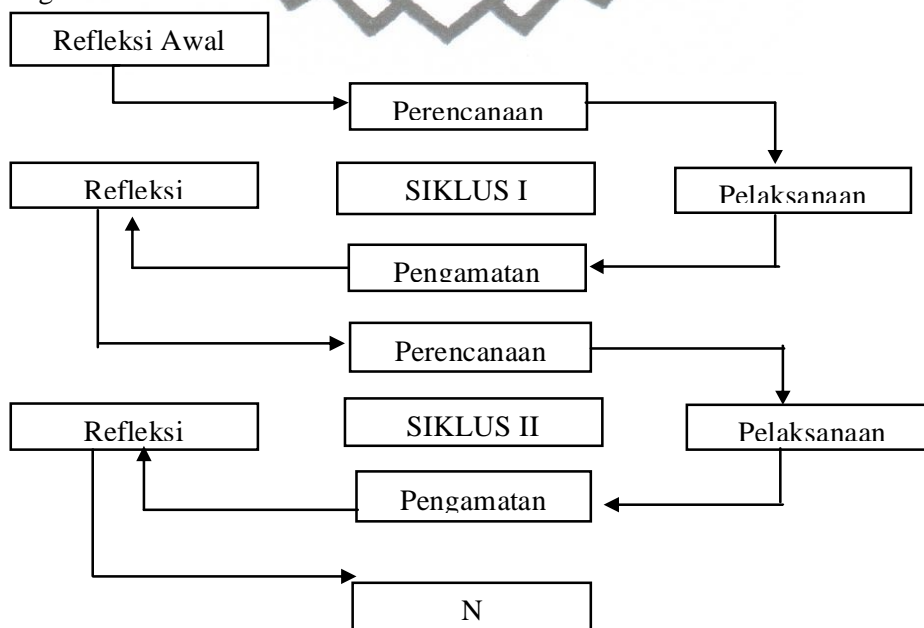 Refleksi Awal
Perencanaan
Refleksi
SIKLUS I
Pelaksanaan
Pengamatan
Perencanaan
Refleksi
SIKLUS II
Pelaksanaan
Pengamatan
N